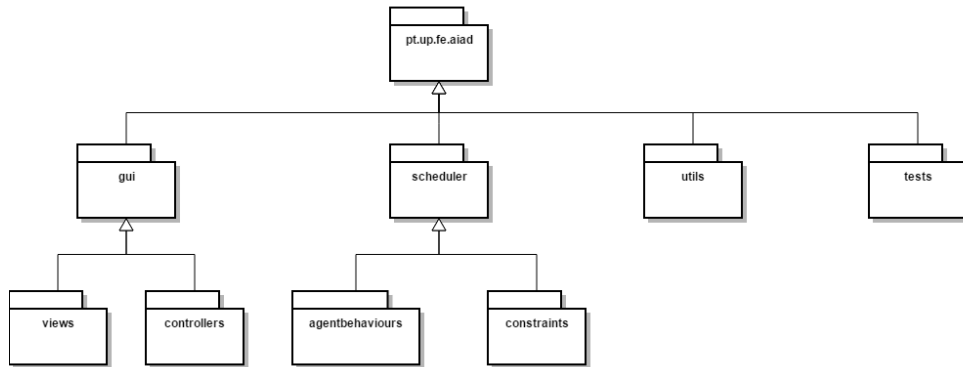 pt.up.fe.aiad
gui
scheduler
utils
tests
views
controllers
agentbehaviours
constraints